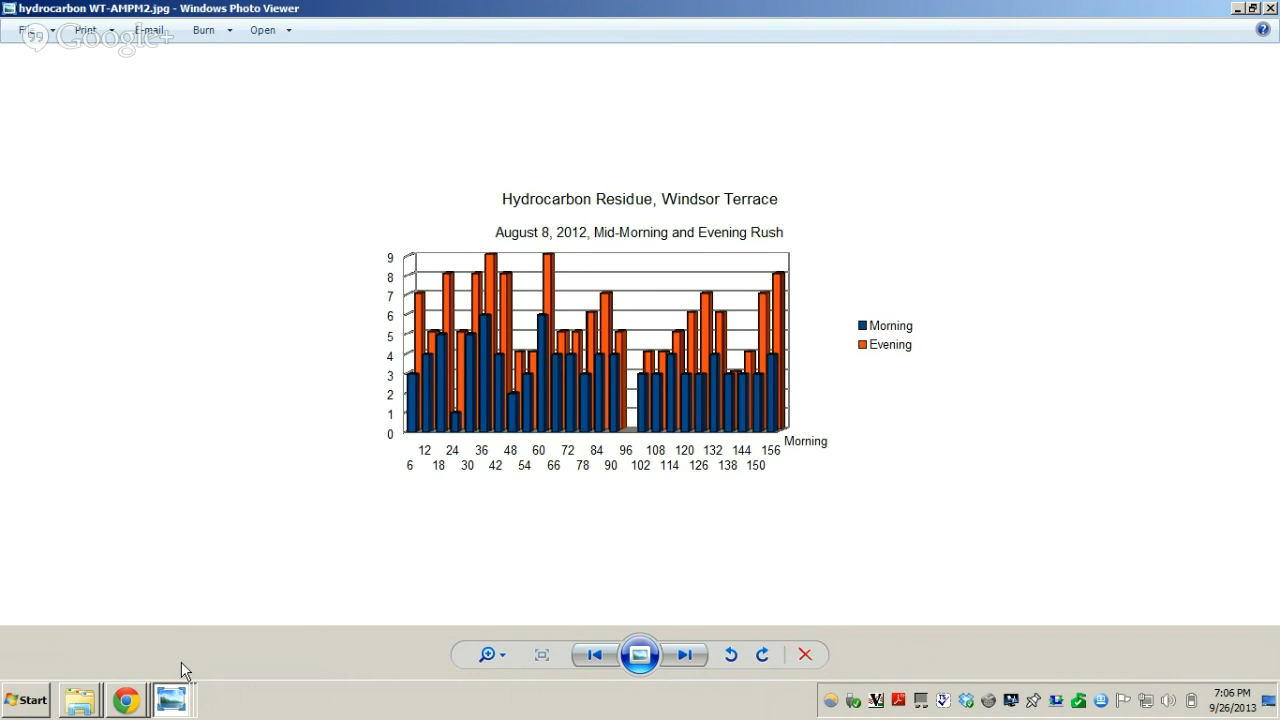 hydrocarbon WT-AMPM2.jpg - Windows Photo Viewer
File Print E-mail Burn Open
Google+
Hydrocarbon Residue, Windsor Terrace
August 8, 2012, Mid-Morning and Evening Rush
9
8
7
6
5
4
3
2
1
0
Morning
Evening
Morning
12 24 36 48 60 72 84 96 108 120 132 144 156
6 18 30 42 54 66 78 90 102 114 126 138 150
Start
7:06 PM
9/26/2013